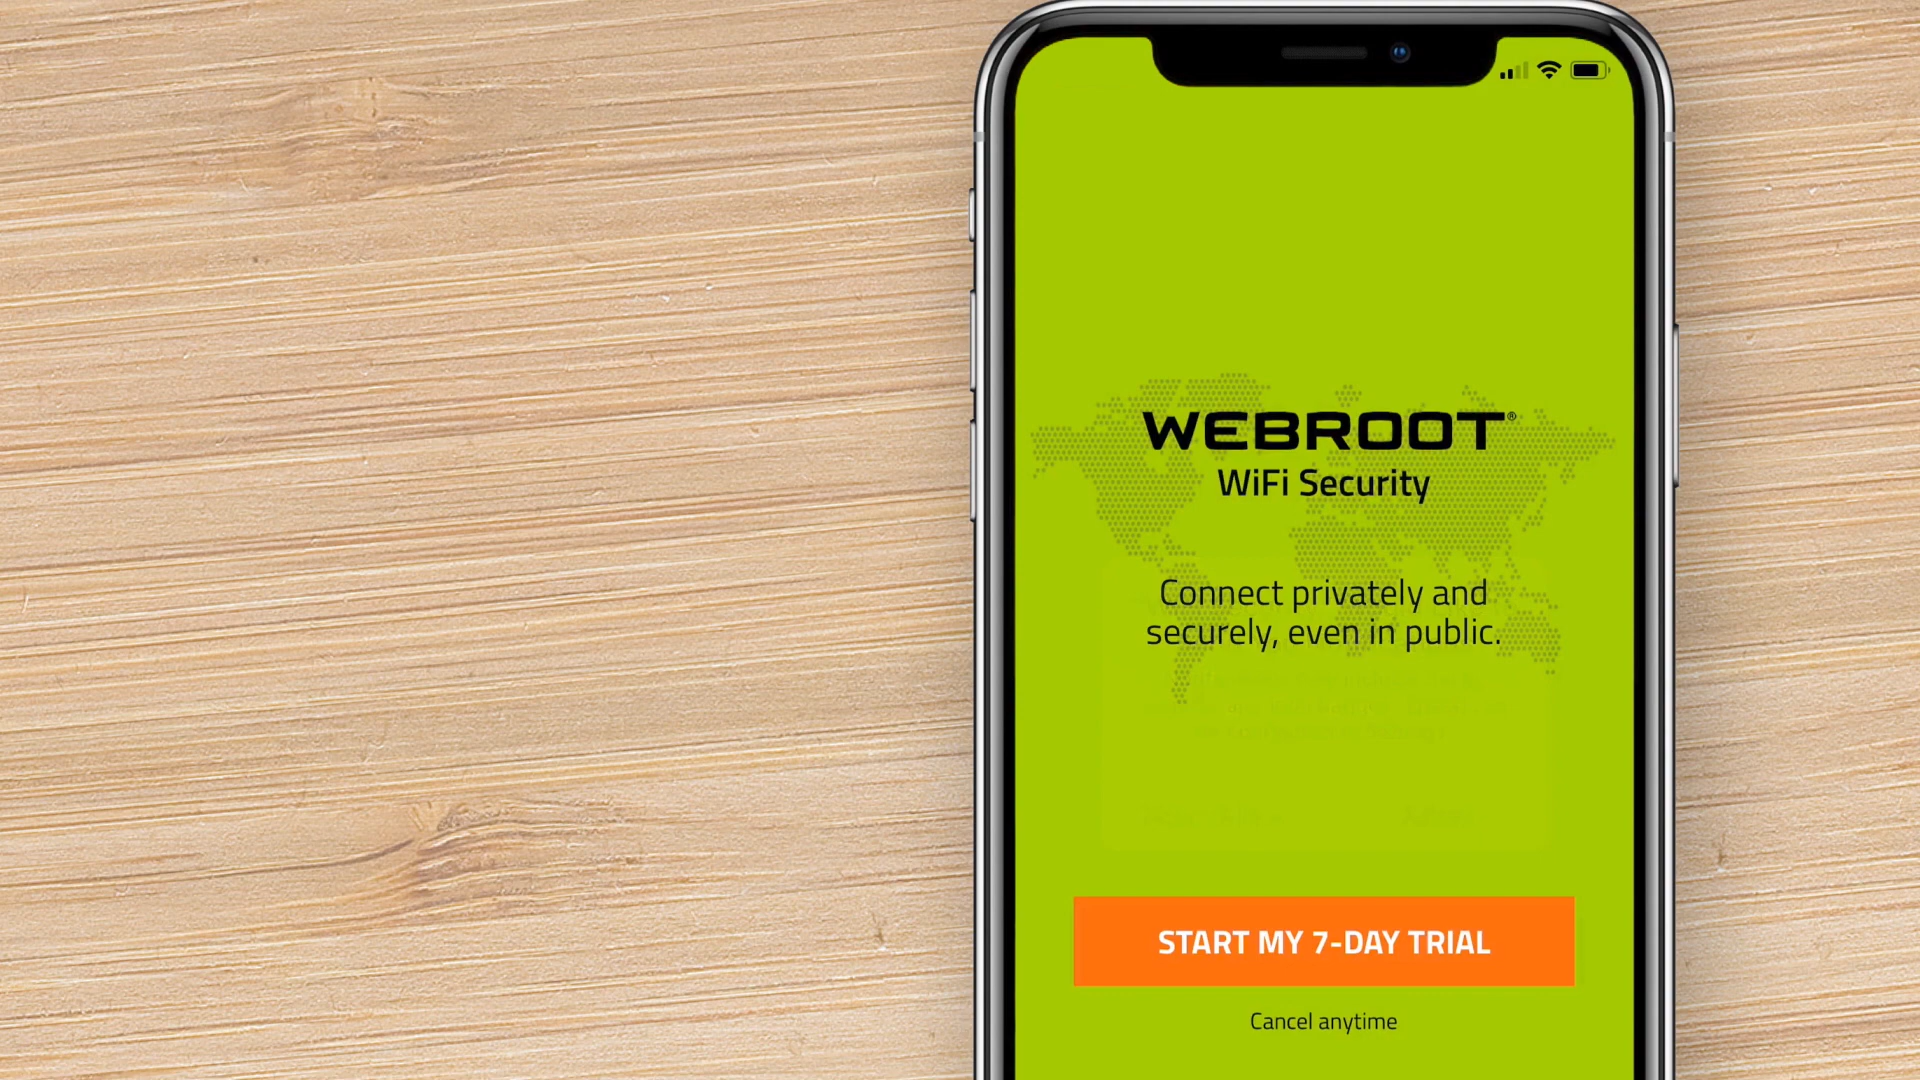 WEBROOT®
WiFi Security
Connect privately and
securely, even in public.
START MY 7-DAY TRIAL
Cancel anytime